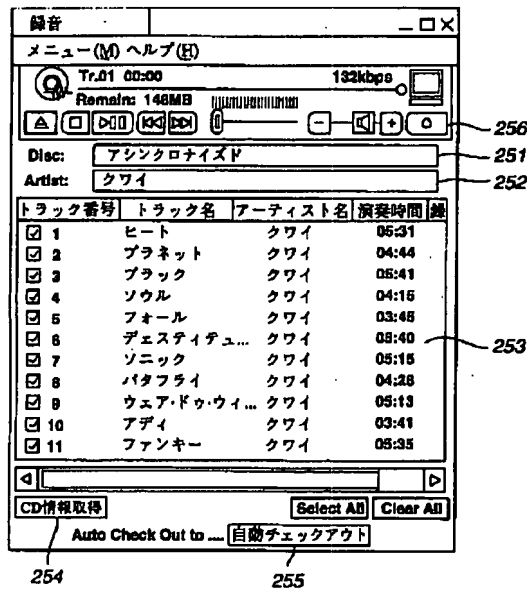 録音
メニュー(M) ヘルプ(H)
Tr.01 00:00 132kbps
Remain: 146MB
256
Disc: アシンクロナイズド 251
Artist: クワイ 252
トラック番号 トラック名 アーティスト名 演奏時間 録
1 ヒート クワイ 05:31
2 プラネット クワイ 04:44
3 ブラック クワイ 05:41
4 ソウル クワイ 04:15
5 フォール クワイ 03:45
6 デェスティテュ... クワイ 05:40
253
7 ソニック クワイ 05:15
8 バタフライ クワイ 04:28
9 ウェア・ドゥ・ウィ... クワイ 05:13
10 アディ クワイ 03:41
11 ファンキー クワイ 05:35
CD情報取得 Select All Clear All
Auto Check Out to .... 自動チェックアウト
254 255